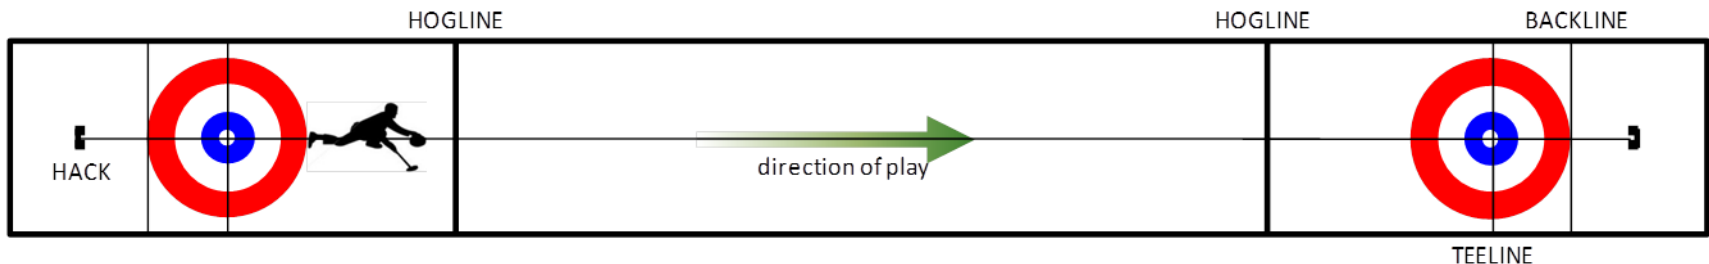 HOGLINE
HOGLINE
BACKLINE
HACK
direction of play
TEELINE